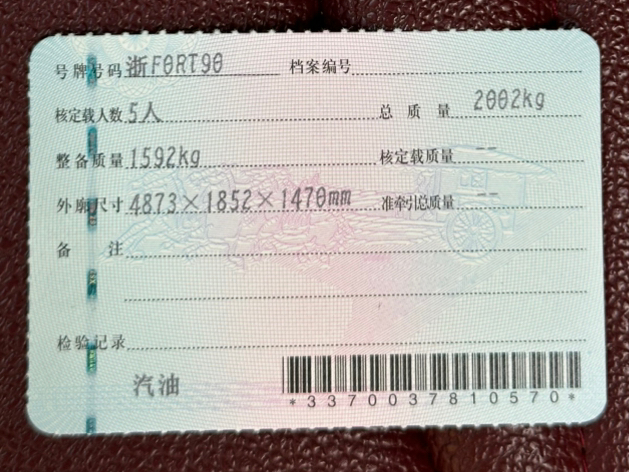 号牌号码 浙F0RT90 档案编号
核定载人数 5人 总质量 2002kg
整备质量 1592kg 核定载质量 --
外廓尺寸 4873×1852×1470mm 准牵引总质量 --
备注
检验记录
汽油
*3370037810570*